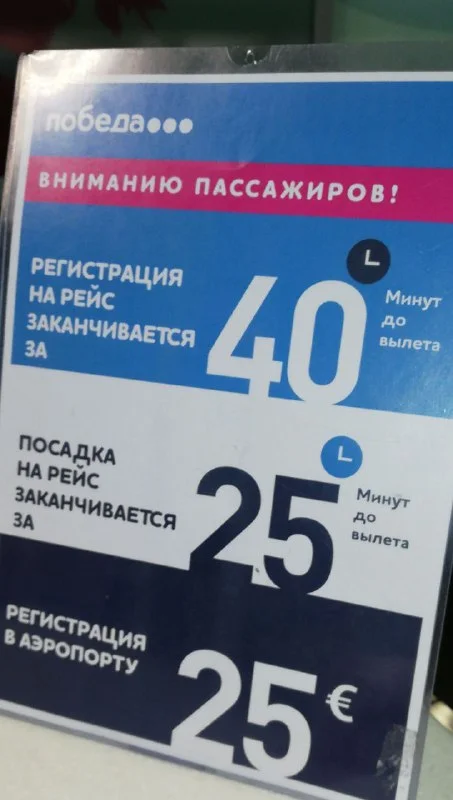 победа
ВНИМАНИЮ ПАССАЖИРОВ!
РЕГИСТРАЦИЯ
НА РЕЙС
ЗАКАНЧИВАЕТСЯ
ЗА
40
Минут
до
вылета
ПОСАДКА
НА РЕЙС
ЗАКАНЧИВАЕТСЯ
ЗА
25
Минут
до
вылета
РЕГИСТРАЦИЯ
В АЭРОПОРТУ
25€